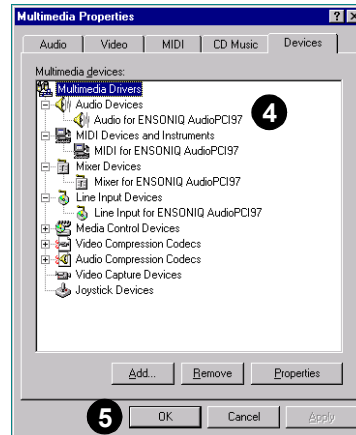 Multimedia Properties
Audio Video MIDI CD Music Devices
Multimedia devices:
Multimedia Drivers
Audio Devices
Audio for ENSONIQ AudioPCI97
4
MIDI Devices and Instruments
MIDI for ENSONIQ AudioPCI97
Mixer Devices
Mixer for ENSONIQ AudioPCI97
Line Input Devices
Line Input for ENSONIQ AudioPCI97
Media Control Devices
Video Compression Codecs
Audio Compression Codecs
Video Capture Devices
Joystick Devices
Add... Remove Properties
5 OK Cancel Apply